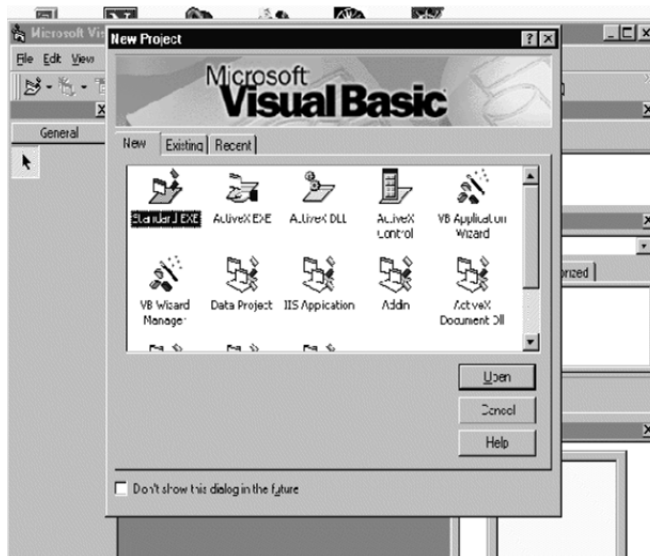 Microsoft Vis
New Project
File Edit View
Microsoft
Visual Basic
General
New Existing Recent
Standard EXE ActiveX EXE ActiveX DLL ActiveX Control VB Application Wizard
VB Wizard Manager Data Project IIS Application Addin ActiveX Document Dll
orized
Open
Cancel
Help
Don't show this dialog in the future